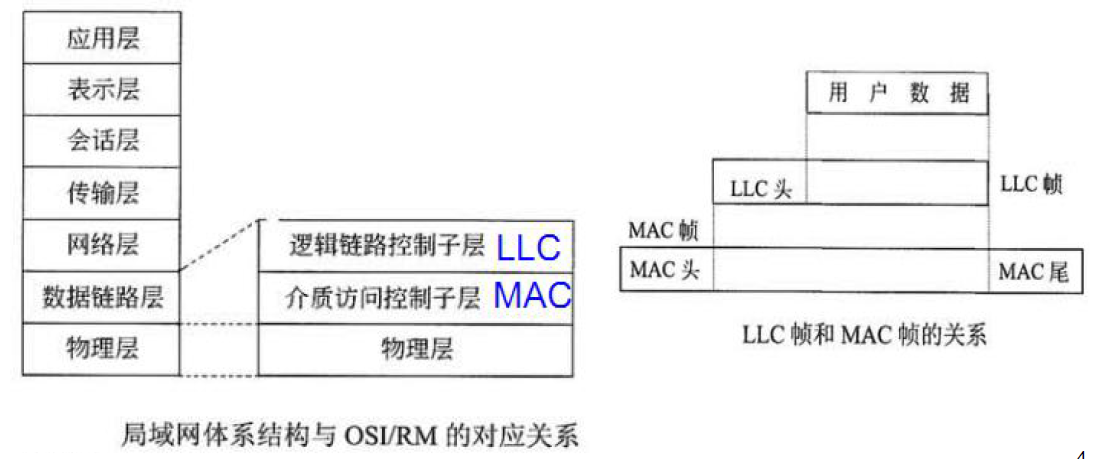 应用层
表示层
会话层
传输层
网络层
数据链路层
物理层
逻辑链路控制子层 LLC
介质访问控制子层 MAC
物理层
局域网体系结构与 OSI/RM 的对应关系
用户数据
LLC 头
LLC 帧
MAC 帧
MAC 头
MAC 尾
LLC 帧和 MAC 帧的关系
4